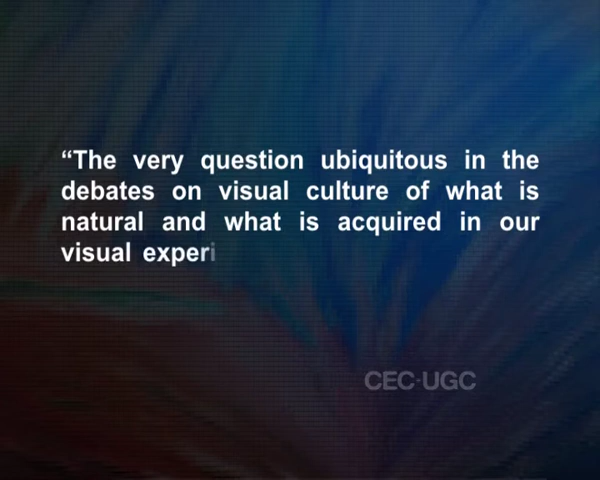 “The very question ubiquitous in the
debates on visual culture of what is
natural and what is acquired in our
visual experi
CEC-UGC